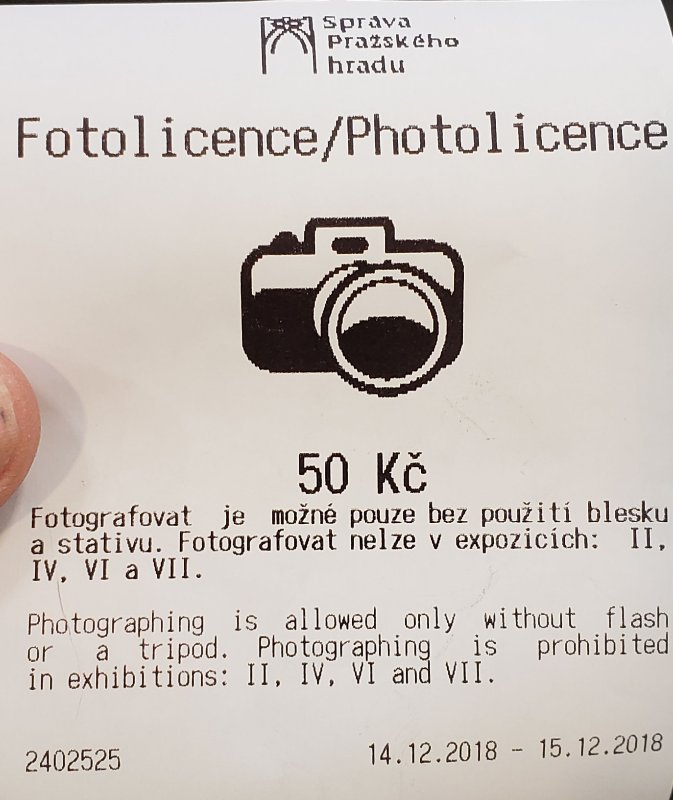 Správa
Pražského
hradu
Fotolicence/Photolicence
50 Kč
Fotografovat je možné pouze bez použití blesku
a stativu. Fotografovat nelze v expozicích: II,
IV, VI a VII.
Photographing is allowed only without flash
or a tripod. Photographing is prohibited
in exhibitions: II, IV, VI and VII.
2402525
14.12.2018 - 15.12.2018